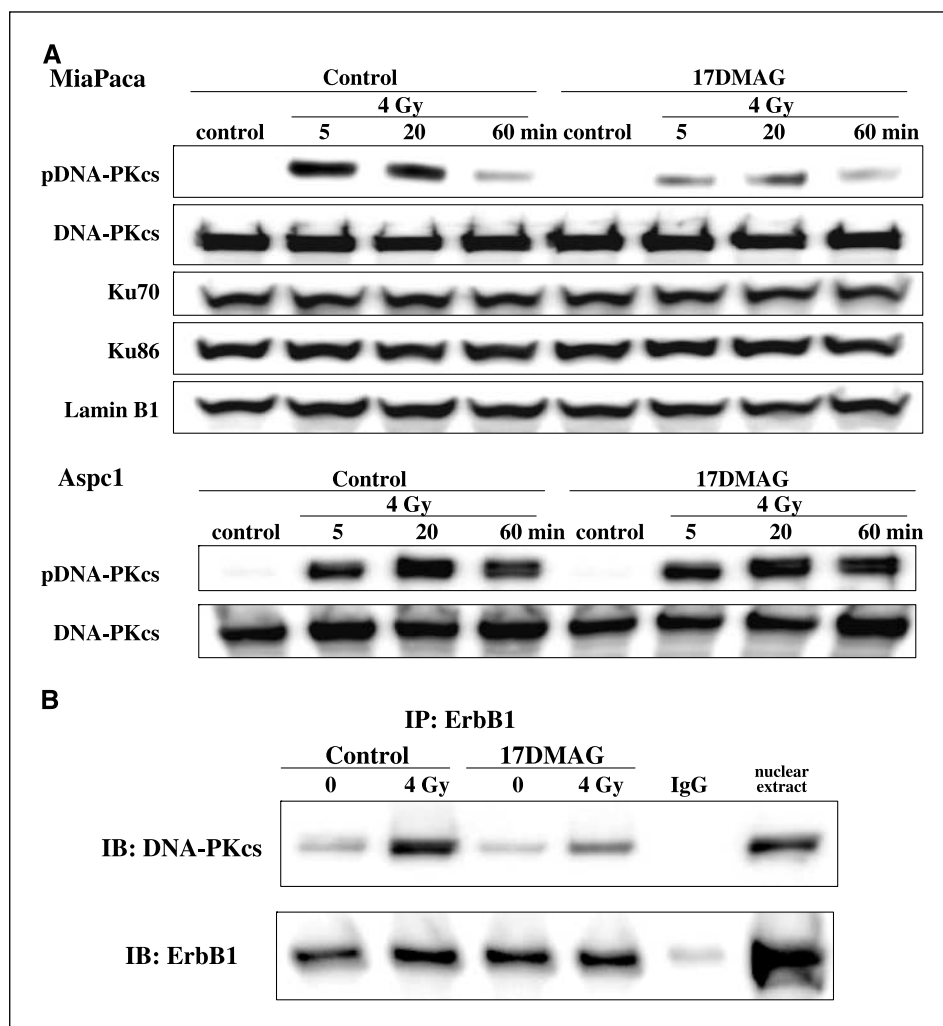 A
MiaPaca
Control 17DMAG
4 Gy 4 Gy
control 5 20 60 min control 5 20 60 min
pDNA-PKcs
DNA-PKcs
Ku70
Ku86
Lamin B1
Aspc1
Control 17DMAG
4 Gy 4 Gy
control 5 20 60 min control 5 20 60 min
pDNA-PKcs
DNA-PKcs
B
IP: ErbB1
Control 17DMAG
0 4 Gy 0 4 Gy IgG nuclear
extract
IB: DNA-PKcs
IB: ErbB1